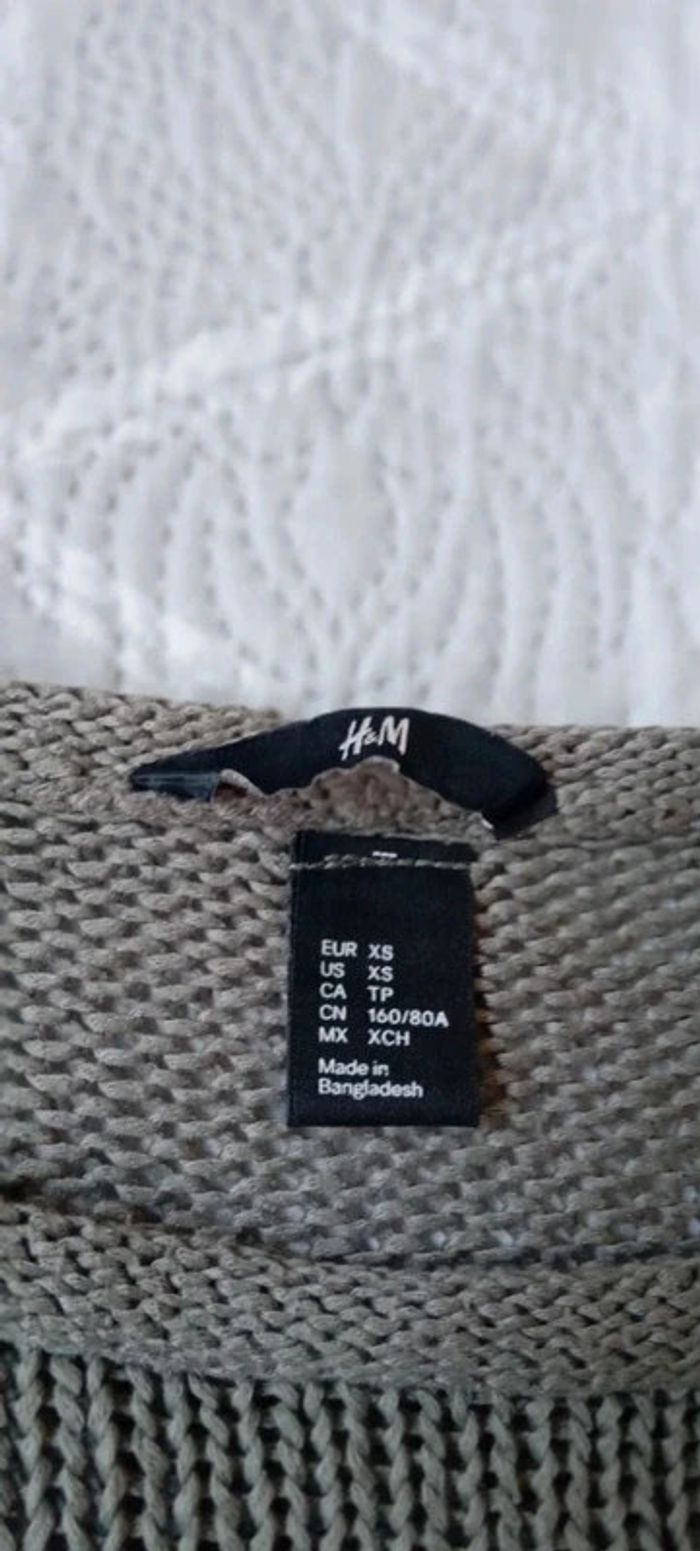 H&M
EUR XS
US XS
CA TP
CN 160/80A
MX XCH
Made in
Bangladesh